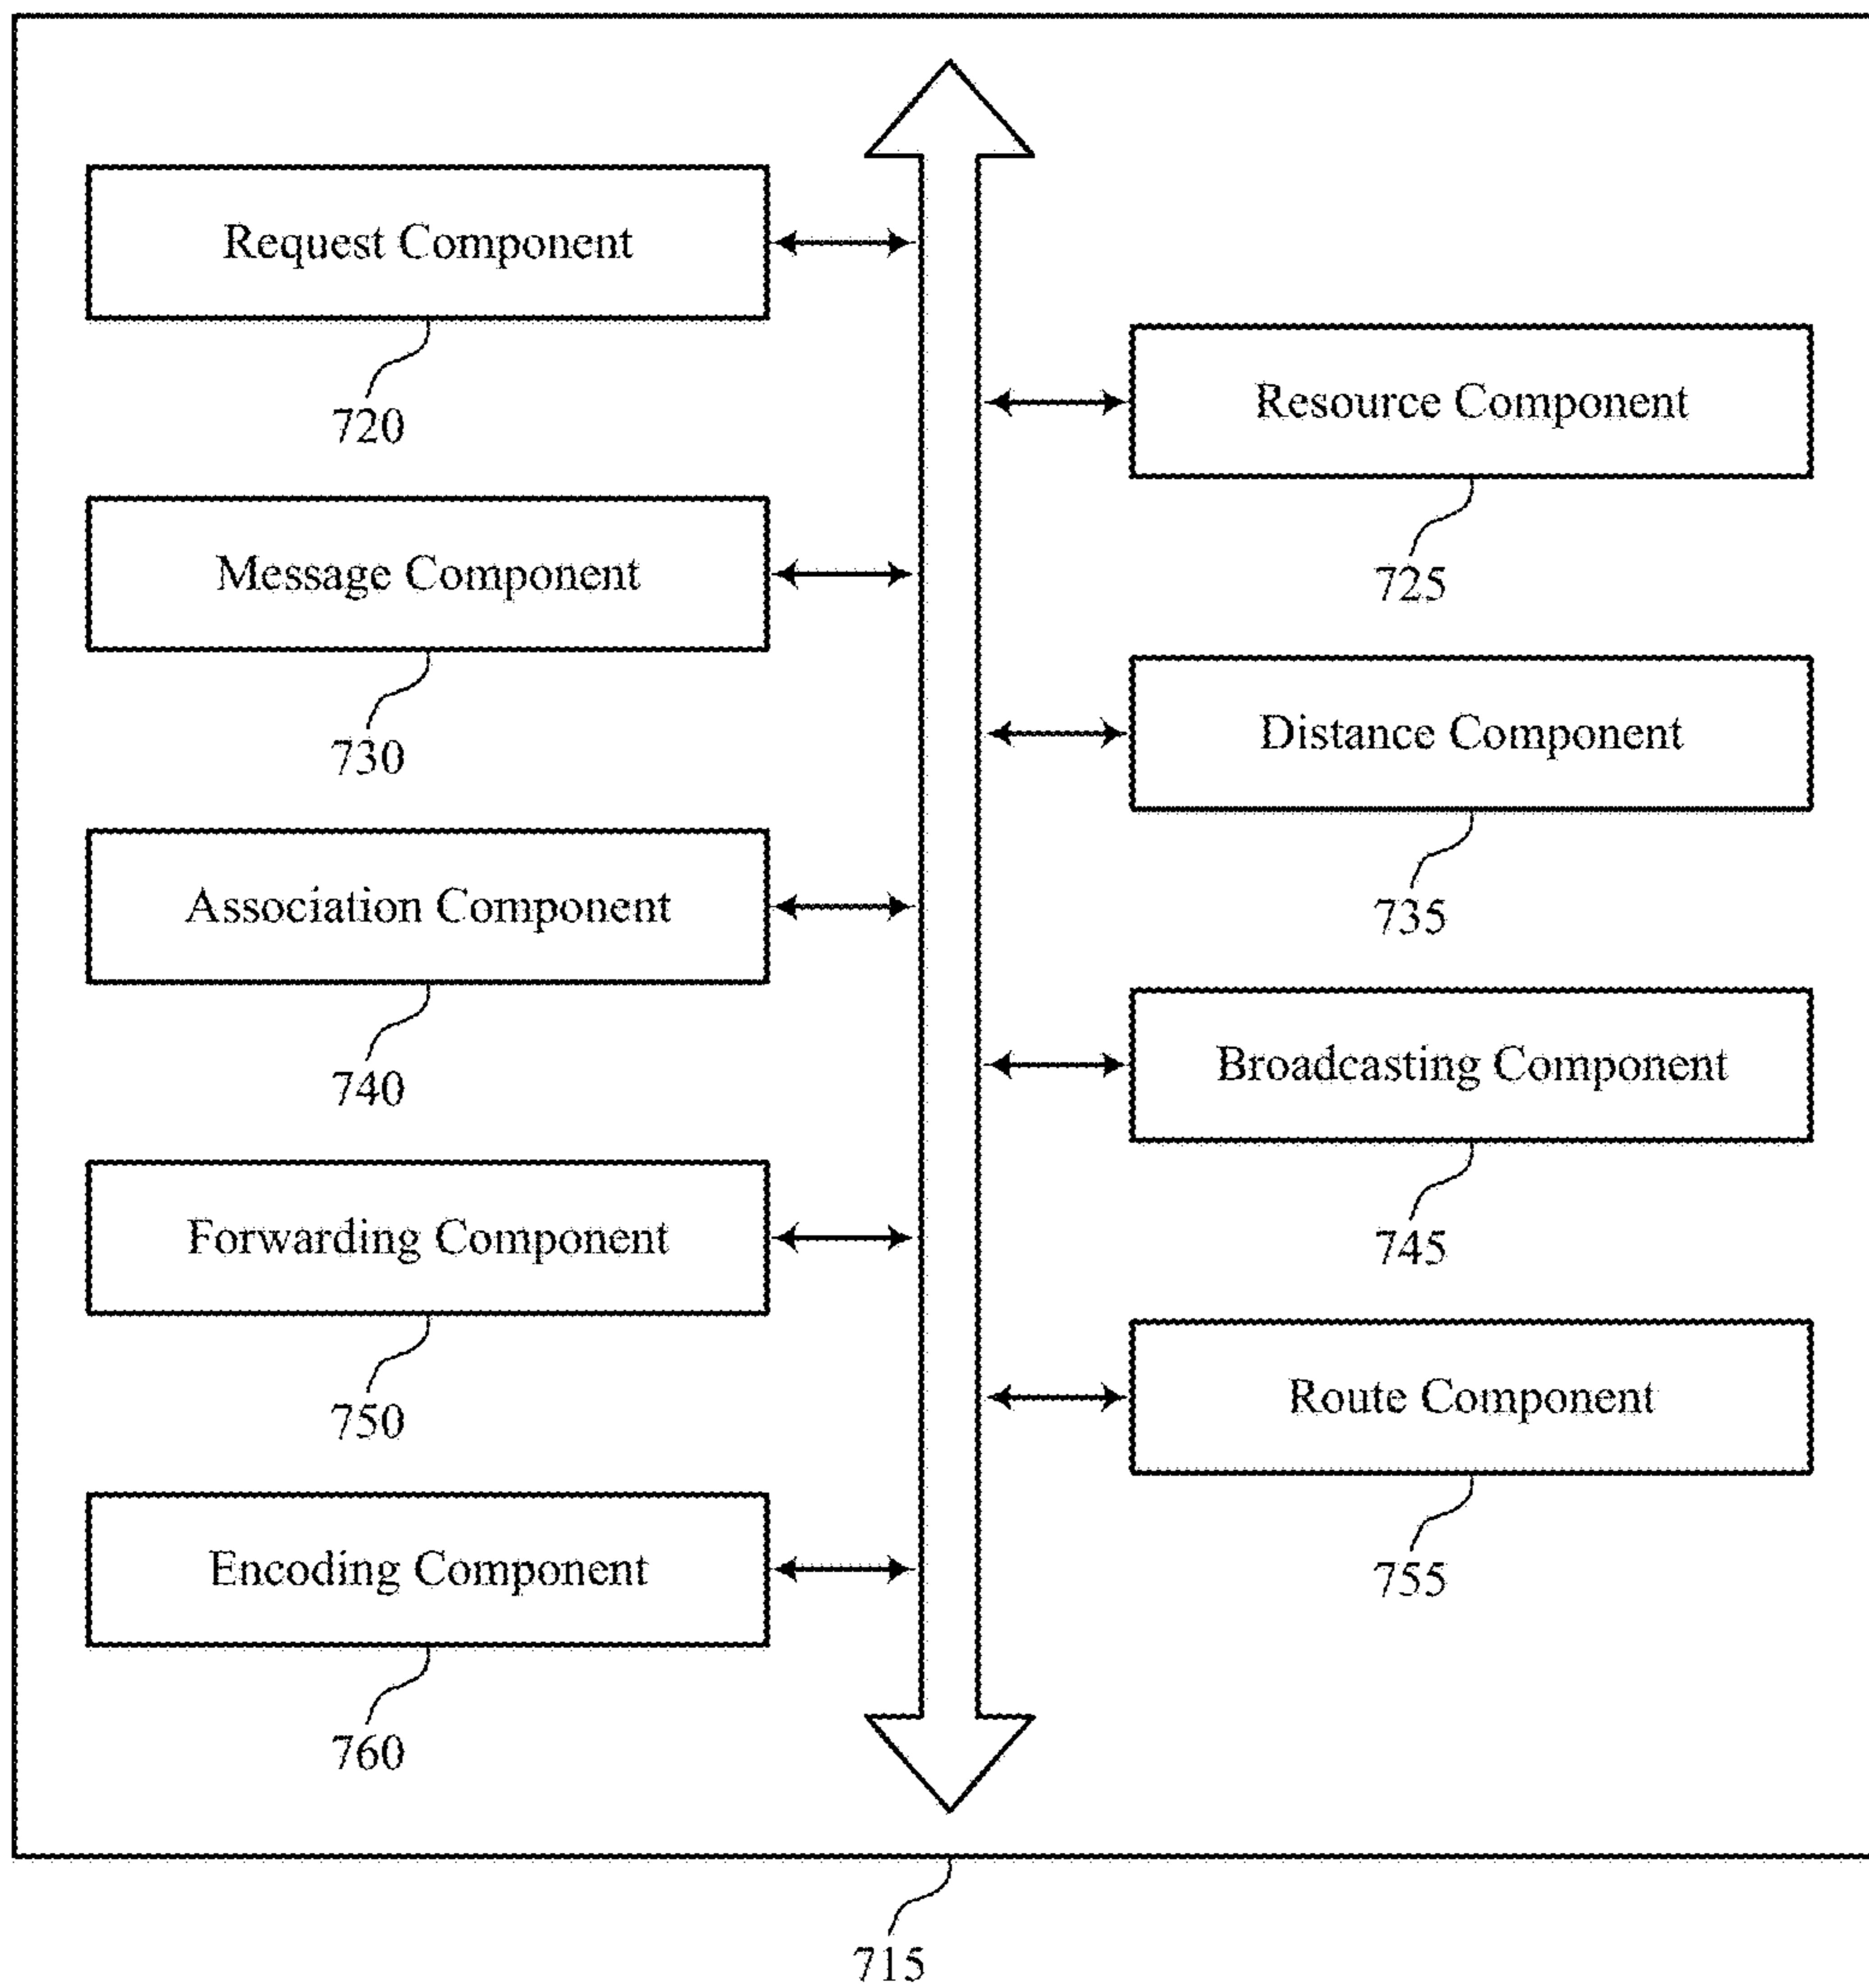 Request Component
720
Resource Component
725
Message Component
730
Distance Component
735
Association Component
740
Broadcasting Component
745
Forwarding Component
750
Route Component
755
Encoding Component
760
715